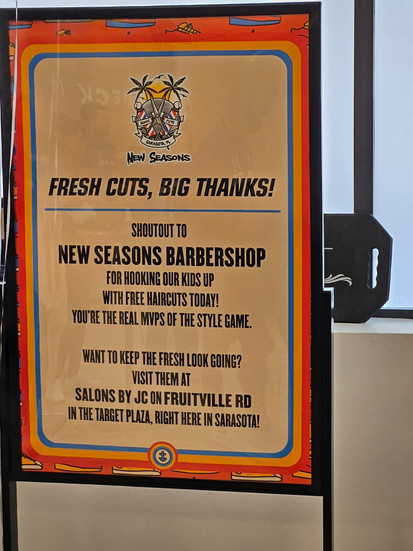 SARASOTA, FL
NEW SEASONS
FRESH CUTS, BIG THANKS!
SHOUTOUT TO
NEW SEASONS BARBERSHOP
FOR HOOKING OUR KIDS UP
WITH FREE HAIRCUTS TODAY!
YOU'RE THE REAL MVPS OF THE STYLE GAME.
WANT TO KEEP THE FRESH LOOK GOING?
VISIT THEM AT
SALONS BY JC ON FRUITVILLE RD
IN THE TARGET PLAZA, RIGHT HERE IN SARASOTA!